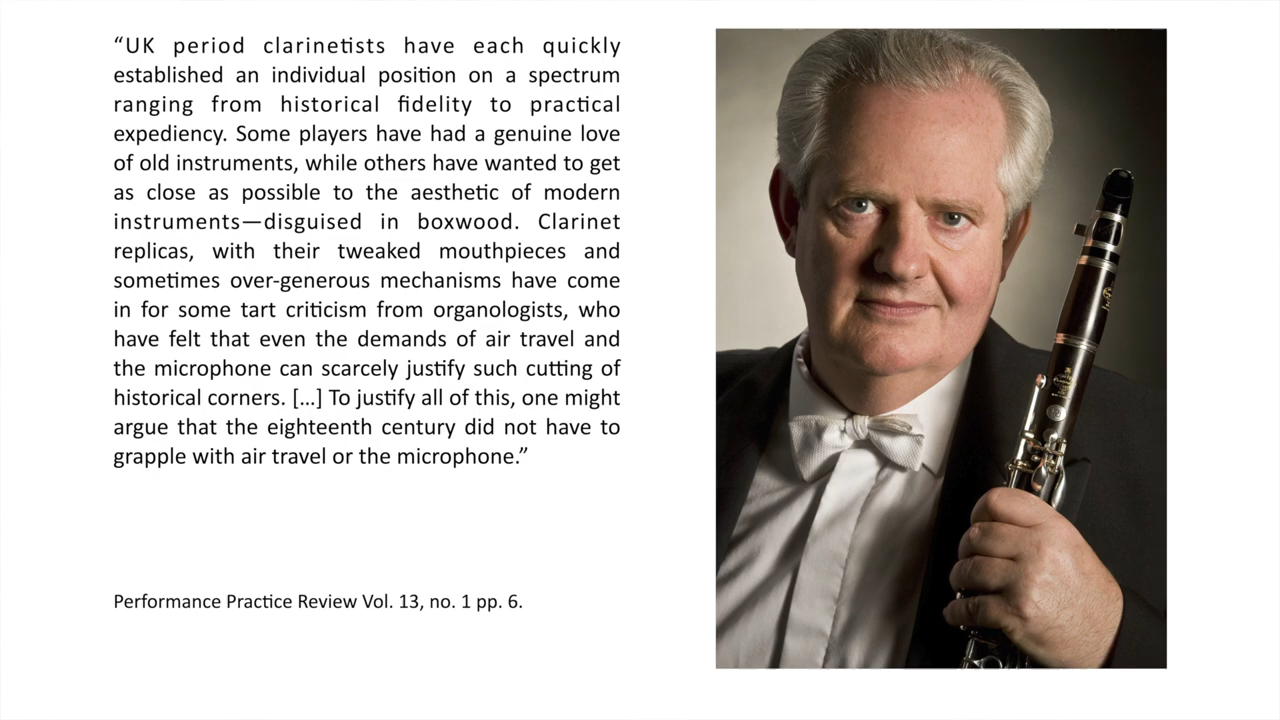 “UK period clarinetists have each quickly
established an individual position on a spectrum
ranging from historical fidelity to practical
expediency. Some players have had a genuine love
of old instruments, while others have wanted to get
as close as possible to the aesthetic of modern
instruments—disguised in boxwood. Clarinet
replicas, with their tweaked mouthpieces and
sometimes over-generous mechanisms have come
in for some tart criticism from organologists, who
have felt that even the demands of air travel and
the microphone can scarcely justify such cutting of
historical corners. […] To justify all of this, one might
argue that the eighteenth century did not have to
grapple with air travel or the microphone.”
Performance Practice Review Vol. 13, no. 1 pp. 6.